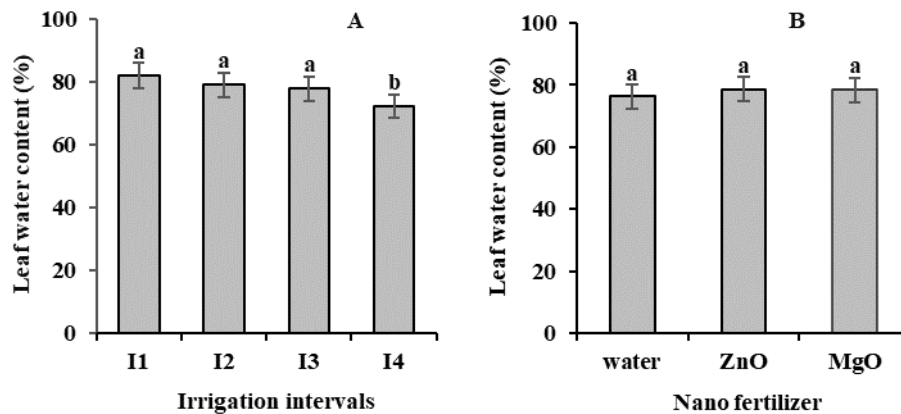 A
Leaf water content (%)
100
80
60
40
20
0
a
a
a
b
I1 I2 I3 I4
Irrigation intervals
B
Leaf water content (%)
100
80
60
40
20
0
a
a
a
water ZnO MgO
Nano fertilizer